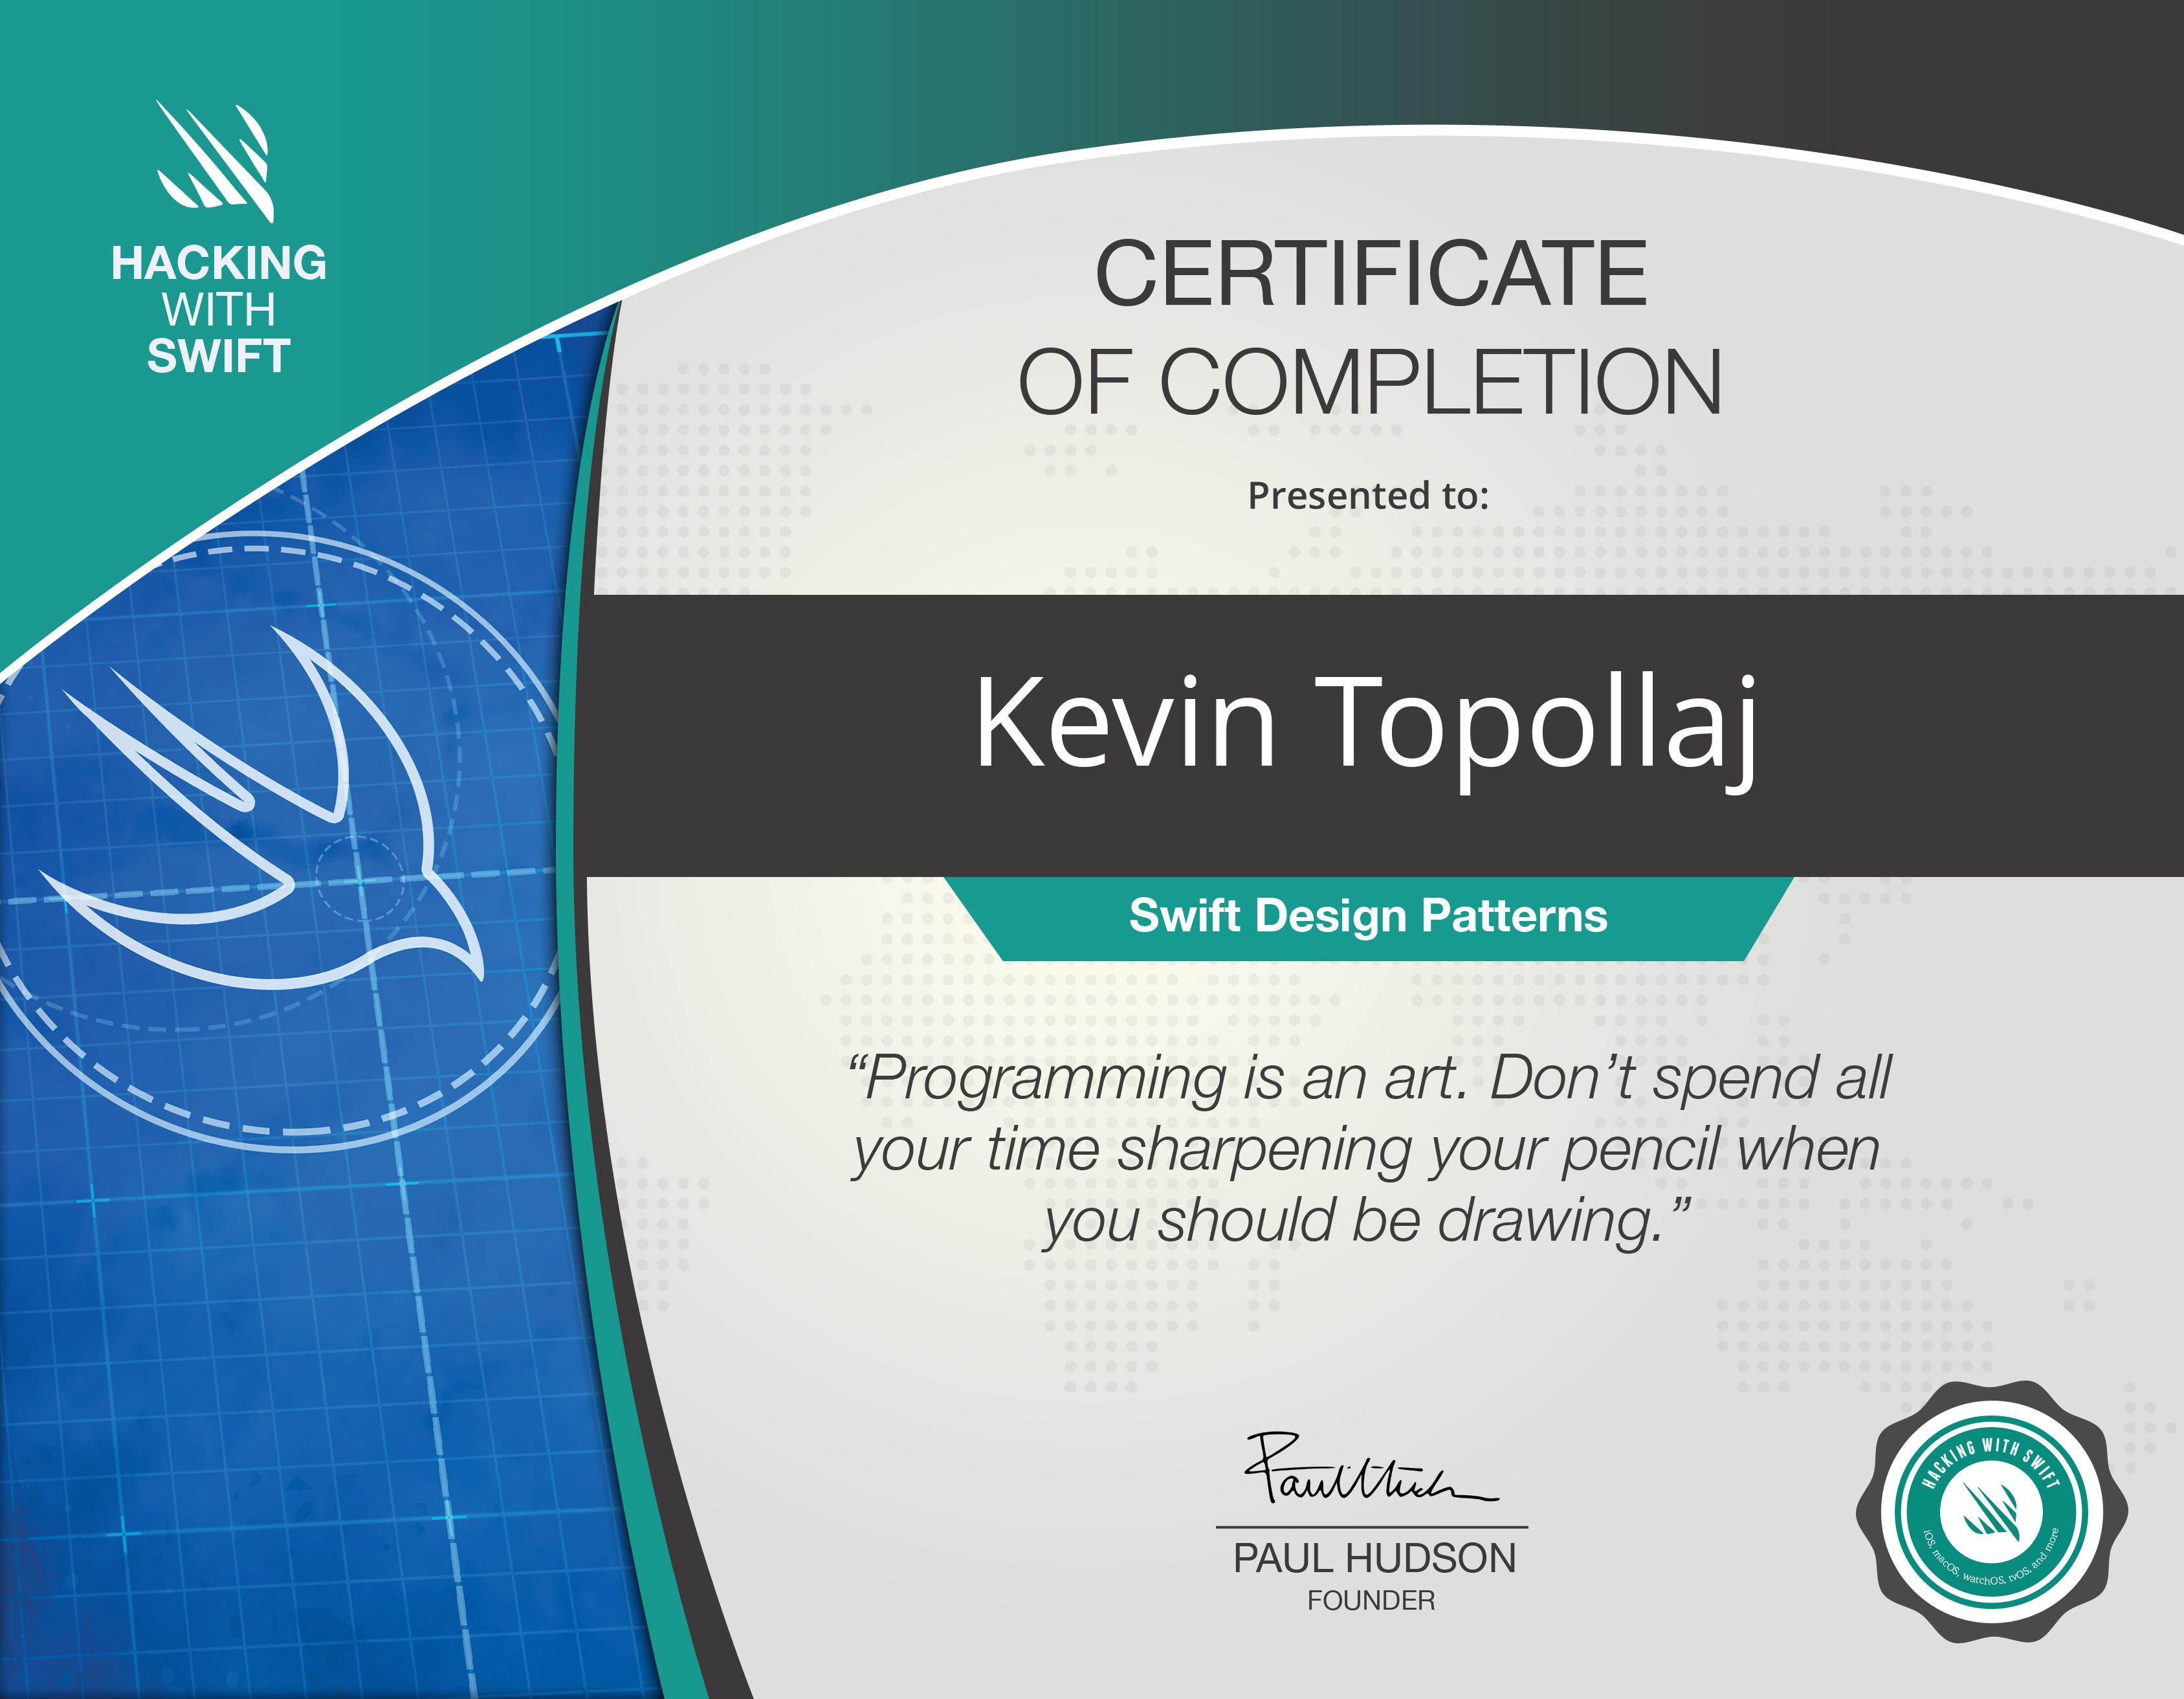 HACKING
WITH
SWIFT
CERTIFICATE
OF COMPLETION
Presented to:
Kevin Topollaj
Swift Design Patterns
“Programming is an art. Don’t spend all
your time sharpening your pencil when
you should be drawing.”
Paul Hudson
PAUL HUDSON
FOUNDER
HACKING WITH SWIFT
iOS, macOS, watchOS, tvOS, and more